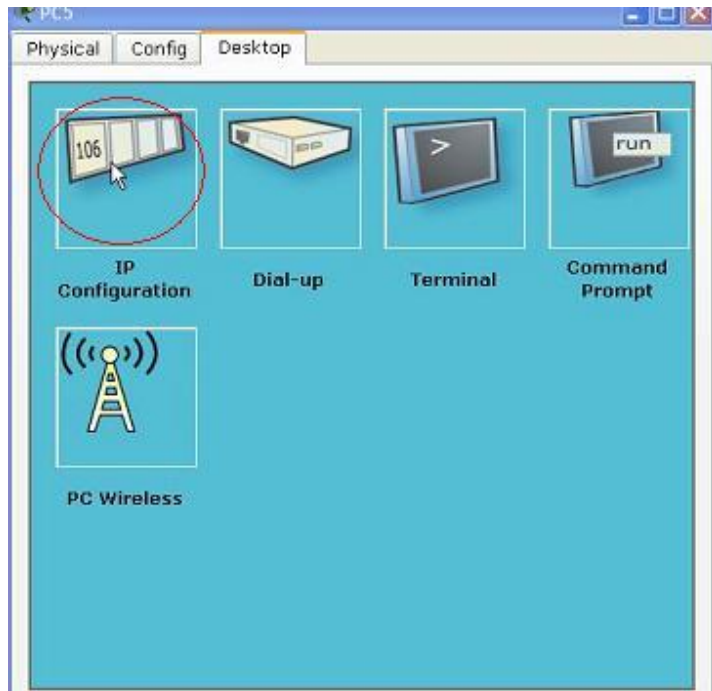 PC5
Physical Config Desktop
106
>
run
IP
Configuration
Dial-up
Terminal
Command
Prompt
PC Wireless